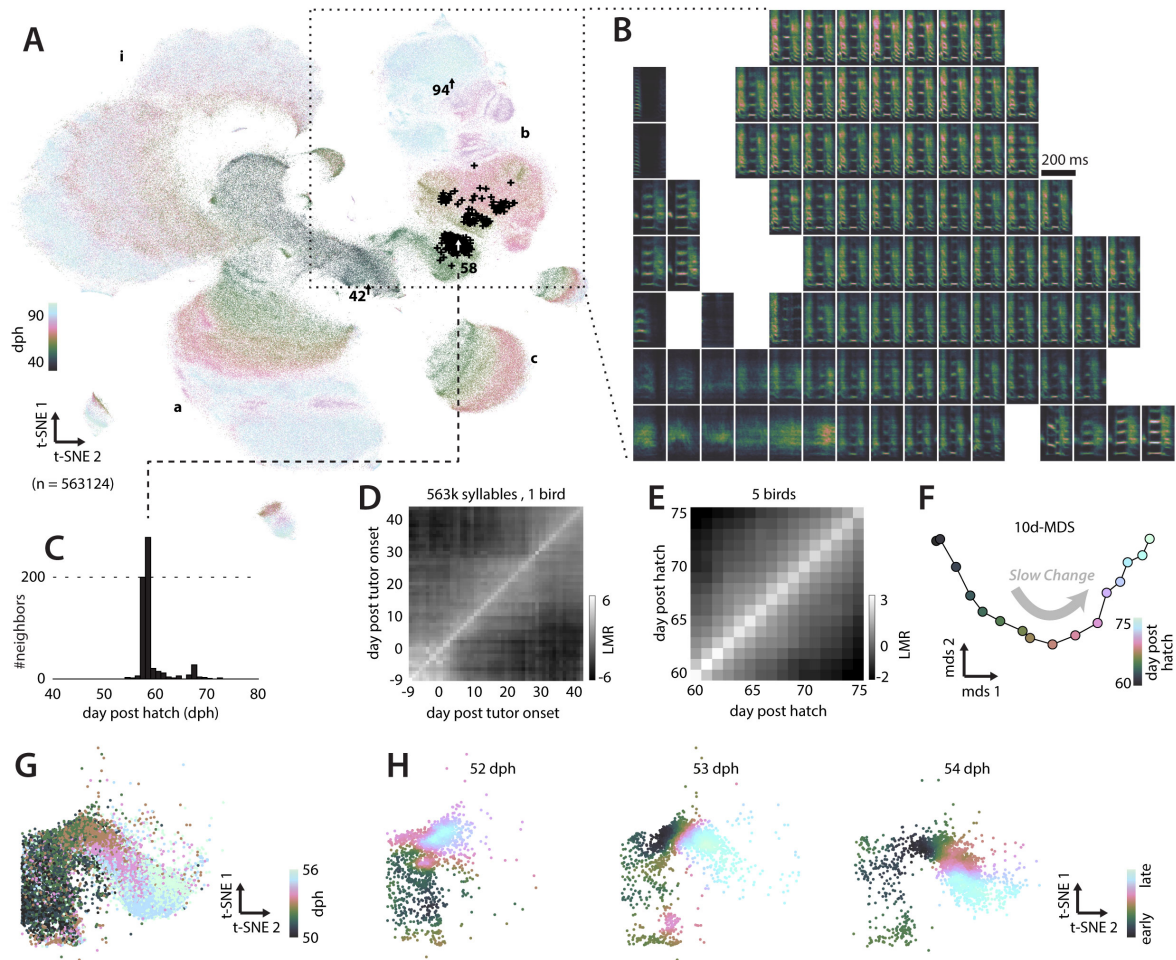 A
i
94
b
58
42
dph
90
40
c
a
t-SNE 1
t-SNE 2
(n = 563124)
B
200 ms
C
#neighbors
200
0
40 50 60 70 80
day post hatch (dph)
D
563k syllables , 1 bird
day post tutor onset
40
30
20
10
0
-9
-9 0 10 20 30 40
day post tutor onset
6
LMR
-6
E
5 birds
day post hatch
75
70
65
60
60 65 70 75
day post hatch
3
LMR
-2
F
10d-MDS
Slow Change
mds 2
mds 1
75
60
day post
hatch
G
56
dph
50
t-SNE 1
t-SNE 2
H
52 dph
53 dph
54 dph
late
early
t-SNE 1
t-SNE 2